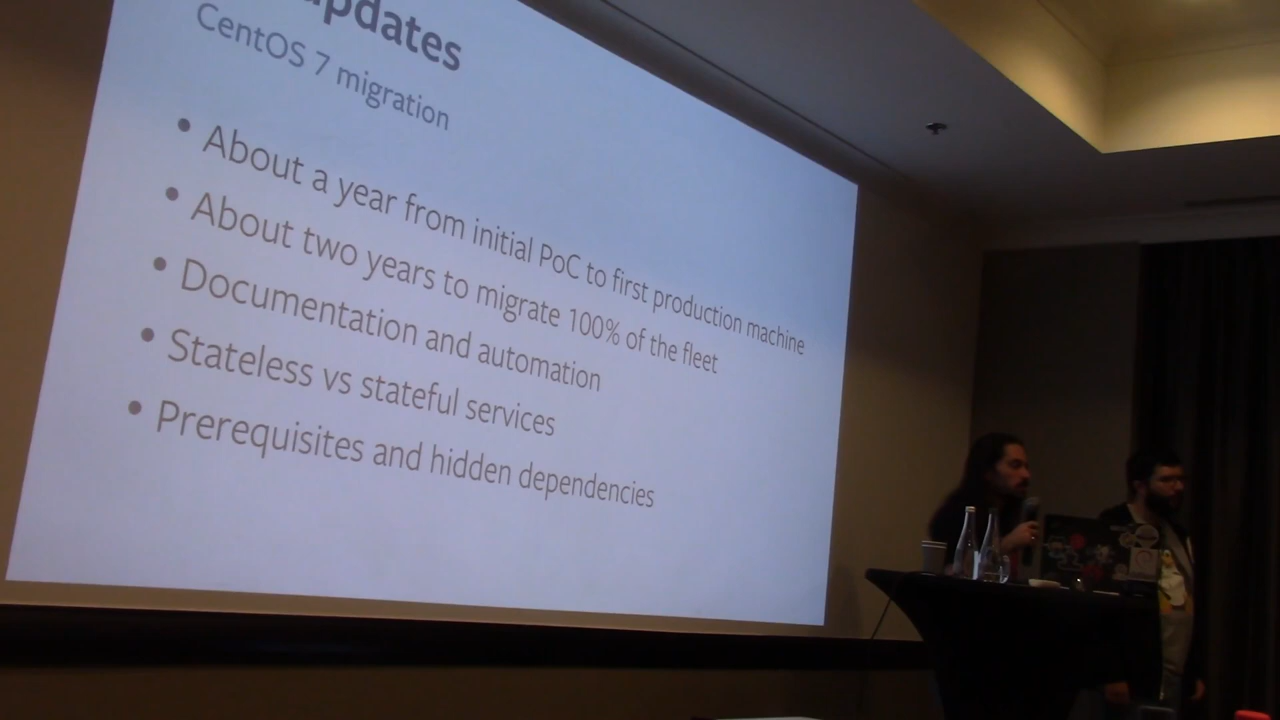 updates
CentOS 7 migration
• About a year from initial PoC to first production machine
• About two years to migrate 100% of the fleet
• Documentation and automation
• Stateless vs stateful services
• Prerequisites and hidden dependencies